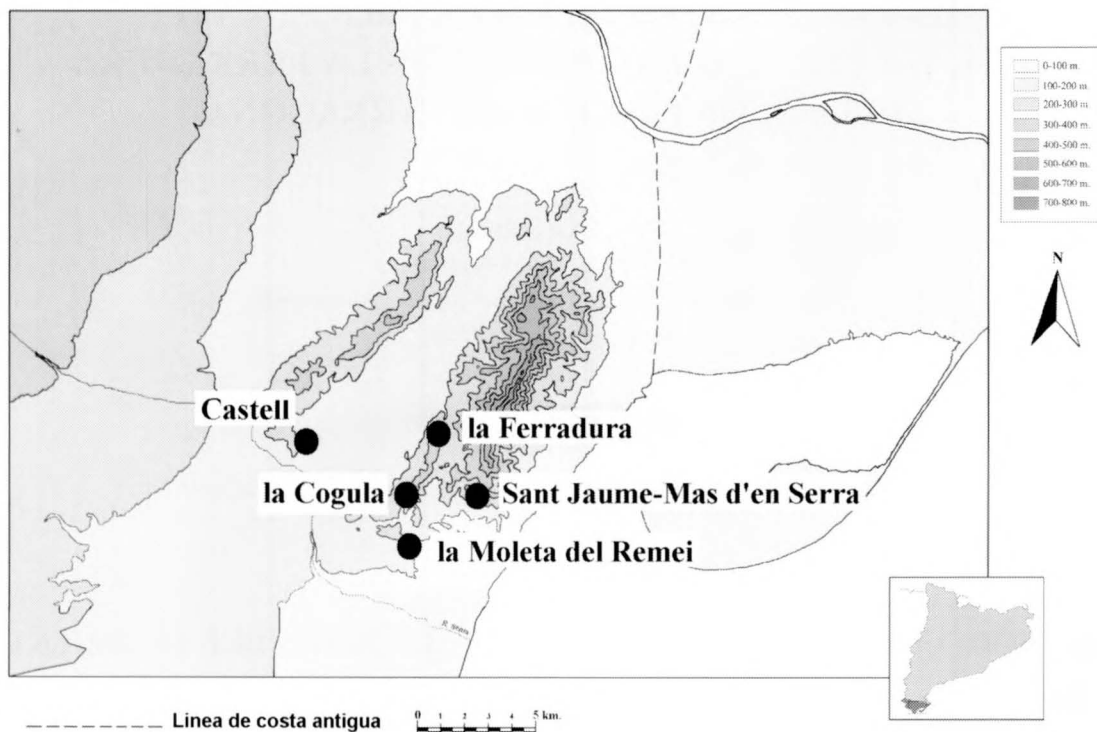 0-100 m.
100-200 m.
200-300 m.
300-400 m.
400-500 m.
500-600 m.
600-700 m.
700-800 m.
N
Castell
la Ferradura
la Cogula
Sant Jaume-Mas d'en Serra
la Moleta del Remei
Linea de costa antigua
0 1 2 3 4 5 km.